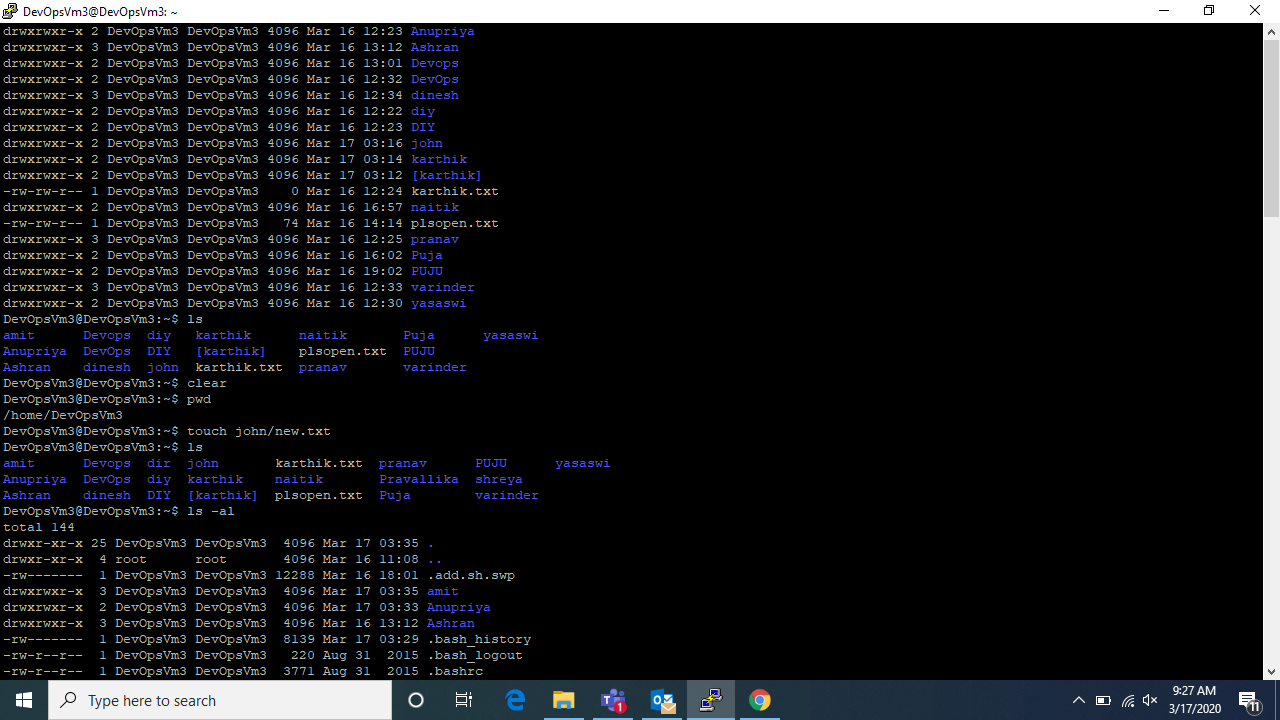 DevOpsVm3@DevOpsVm3: ~
drwxrwxr-x 2 DevOpsVm3 DevOpsVm3 4096 Mar 16 12:23 Anupriya
drwxrwxr-x 3 DevOpsVm3 DevOpsVm3 4096 Mar 16 13:12 Ashran
drwxrwxr-x 2 DevOpsVm3 DevOpsVm3 4096 Mar 16 13:01 Devops
drwxrwxr-x 2 DevOpsVm3 DevOpsVm3 4096 Mar 16 12:32 DevOps
drwxrwxr-x 3 DevOpsVm3 DevOpsVm3 4096 Mar 16 12:34 dinesh
drwxrwxr-x 2 DevOpsVm3 DevOpsVm3 4096 Mar 16 12:22 diy
drwxrwxr-x 2 DevOpsVm3 DevOpsVm3 4096 Mar 16 12:23 DIY
drwxrwxr-x 2 DevOpsVm3 DevOpsVm3 4096 Mar 17 03:16 john
drwxrwxr-x 2 DevOpsVm3 DevOpsVm3 4096 Mar 17 03:14 karthik
drwxrwxr-x 2 DevOpsVm3 DevOpsVm3 4096 Mar 17 03:12 [karthik]
-rw-rw-r-- 1 DevOpsVm3 DevOpsVm3    0 Mar 16 12:24 karthik.txt
drwxrwxr-x 2 DevOpsVm3 DevOpsVm3 4096 Mar 16 16:57 naitik
-rw-rw-r-- 1 DevOpsVm3 DevOpsVm3   74 Mar 16 14:14 plsopen.txt
drwxrwxr-x 3 DevOpsVm3 DevOpsVm3 4096 Mar 16 12:25 pranav
drwxrwxr-x 2 DevOpsVm3 DevOpsVm3 4096 Mar 16 16:02 Puja
drwxrwxr-x 2 DevOpsVm3 DevOpsVm3 4096 Mar 16 19:02 PUJU
drwxrwxr-x 3 DevOpsVm3 DevOpsVm3 4096 Mar 16 12:33 varinder
drwxrwxr-x 2 DevOpsVm3 DevOpsVm3 4096 Mar 16 12:30 yasaswi
DevOpsVm3@DevOpsVm3:~$ ls
amit      Devops  diy   karthik      naitik       Puja      yasaswi
Anupriya  DevOps  DIY   [karthik]    plsopen.txt  PUJU
Ashran    dinesh  john  karthik.txt  pranav       varinder
DevOpsVm3@DevOpsVm3:~$ clear
DevOpsVm3@DevOpsVm3:~$ pwd
/home/DevOpsVm3
DevOpsVm3@DevOpsVm3:~$ touch john/new.txt
DevOpsVm3@DevOpsVm3:~$ ls
amit      Devops  dir  john       karthik.txt  pranav      PUJU      yasaswi
Anupriya  DevOps  diy  karthik    naitik       Pravallika  shreya
Ashran    dinesh  DIY  [karthik]  plsopen.txt  Puja        varinder
DevOpsVm3@DevOpsVm3:~$ ls -al
total 144
drwxr-xr-x 25 DevOpsVm3 DevOpsVm3  4096 Mar 17 03:35 .
drwxr-xr-x  4 root      root       4096 Mar 16 11:08 ..
-rw-------  1 DevOpsVm3 DevOpsVm3 12288 Mar 16 18:01 .add.sh.swp
drwxrwxr-x  3 DevOpsVm3 DevOpsVm3  4096 Mar 17 03:35 amit
drwxrwxr-x  2 DevOpsVm3 DevOpsVm3  4096 Mar 17 03:33 Anupriya
drwxrwxr-x  3 DevOpsVm3 DevOpsVm3  4096 Mar 16 13:12 Ashran
-rw-------  1 DevOpsVm3 DevOpsVm3  8139 Mar 17 03:29 .bash_history
-rw-r--r--  1 DevOpsVm3 DevOpsVm3   220 Aug 31  2015 .bash_logout
-rw-r--r--  1 DevOpsVm3 DevOpsVm3  3771 Aug 31  2015 .bashrc
Type here to search
1
9:27 AM
3/17/2020
11